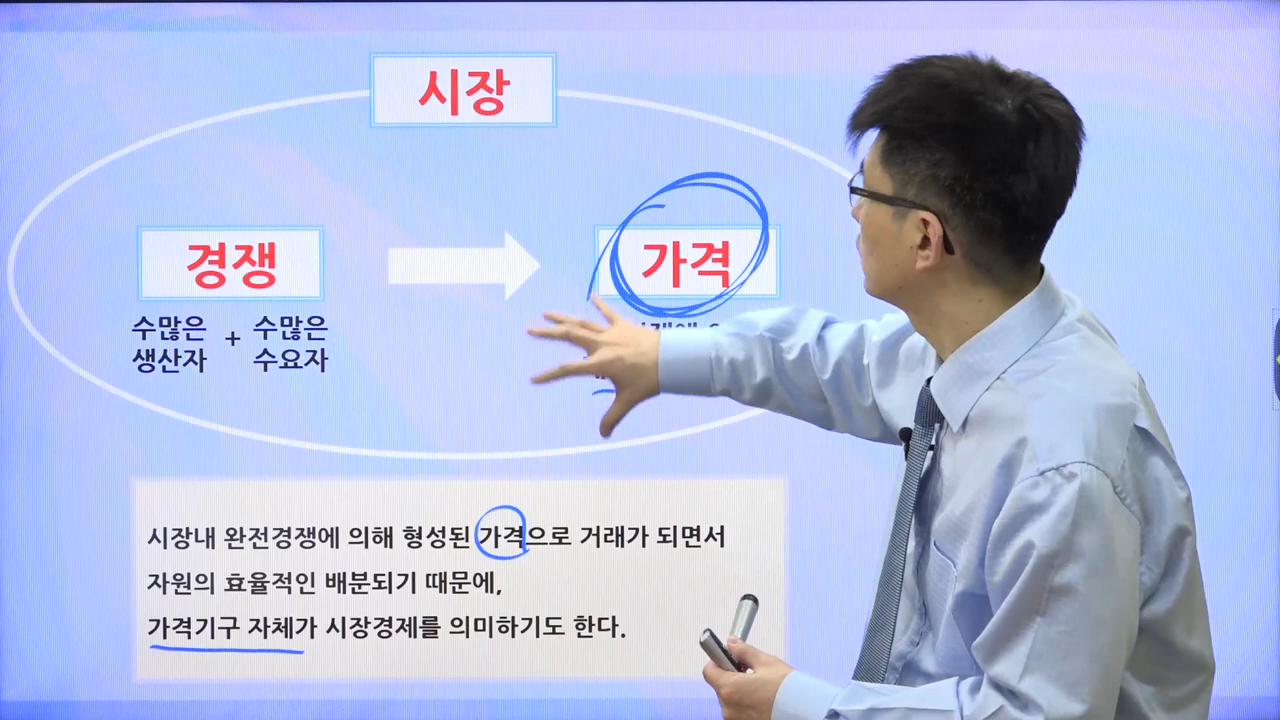 시장
경쟁
가격
수많은 + 수많은
생산자 수요자
시장내 완전경쟁에 의해 형성된 가격으로 거래가 되면서
자원의 효율적인 배분되기 때문에,
가격기구 자체가 시장경제를 의미하기도 한다.